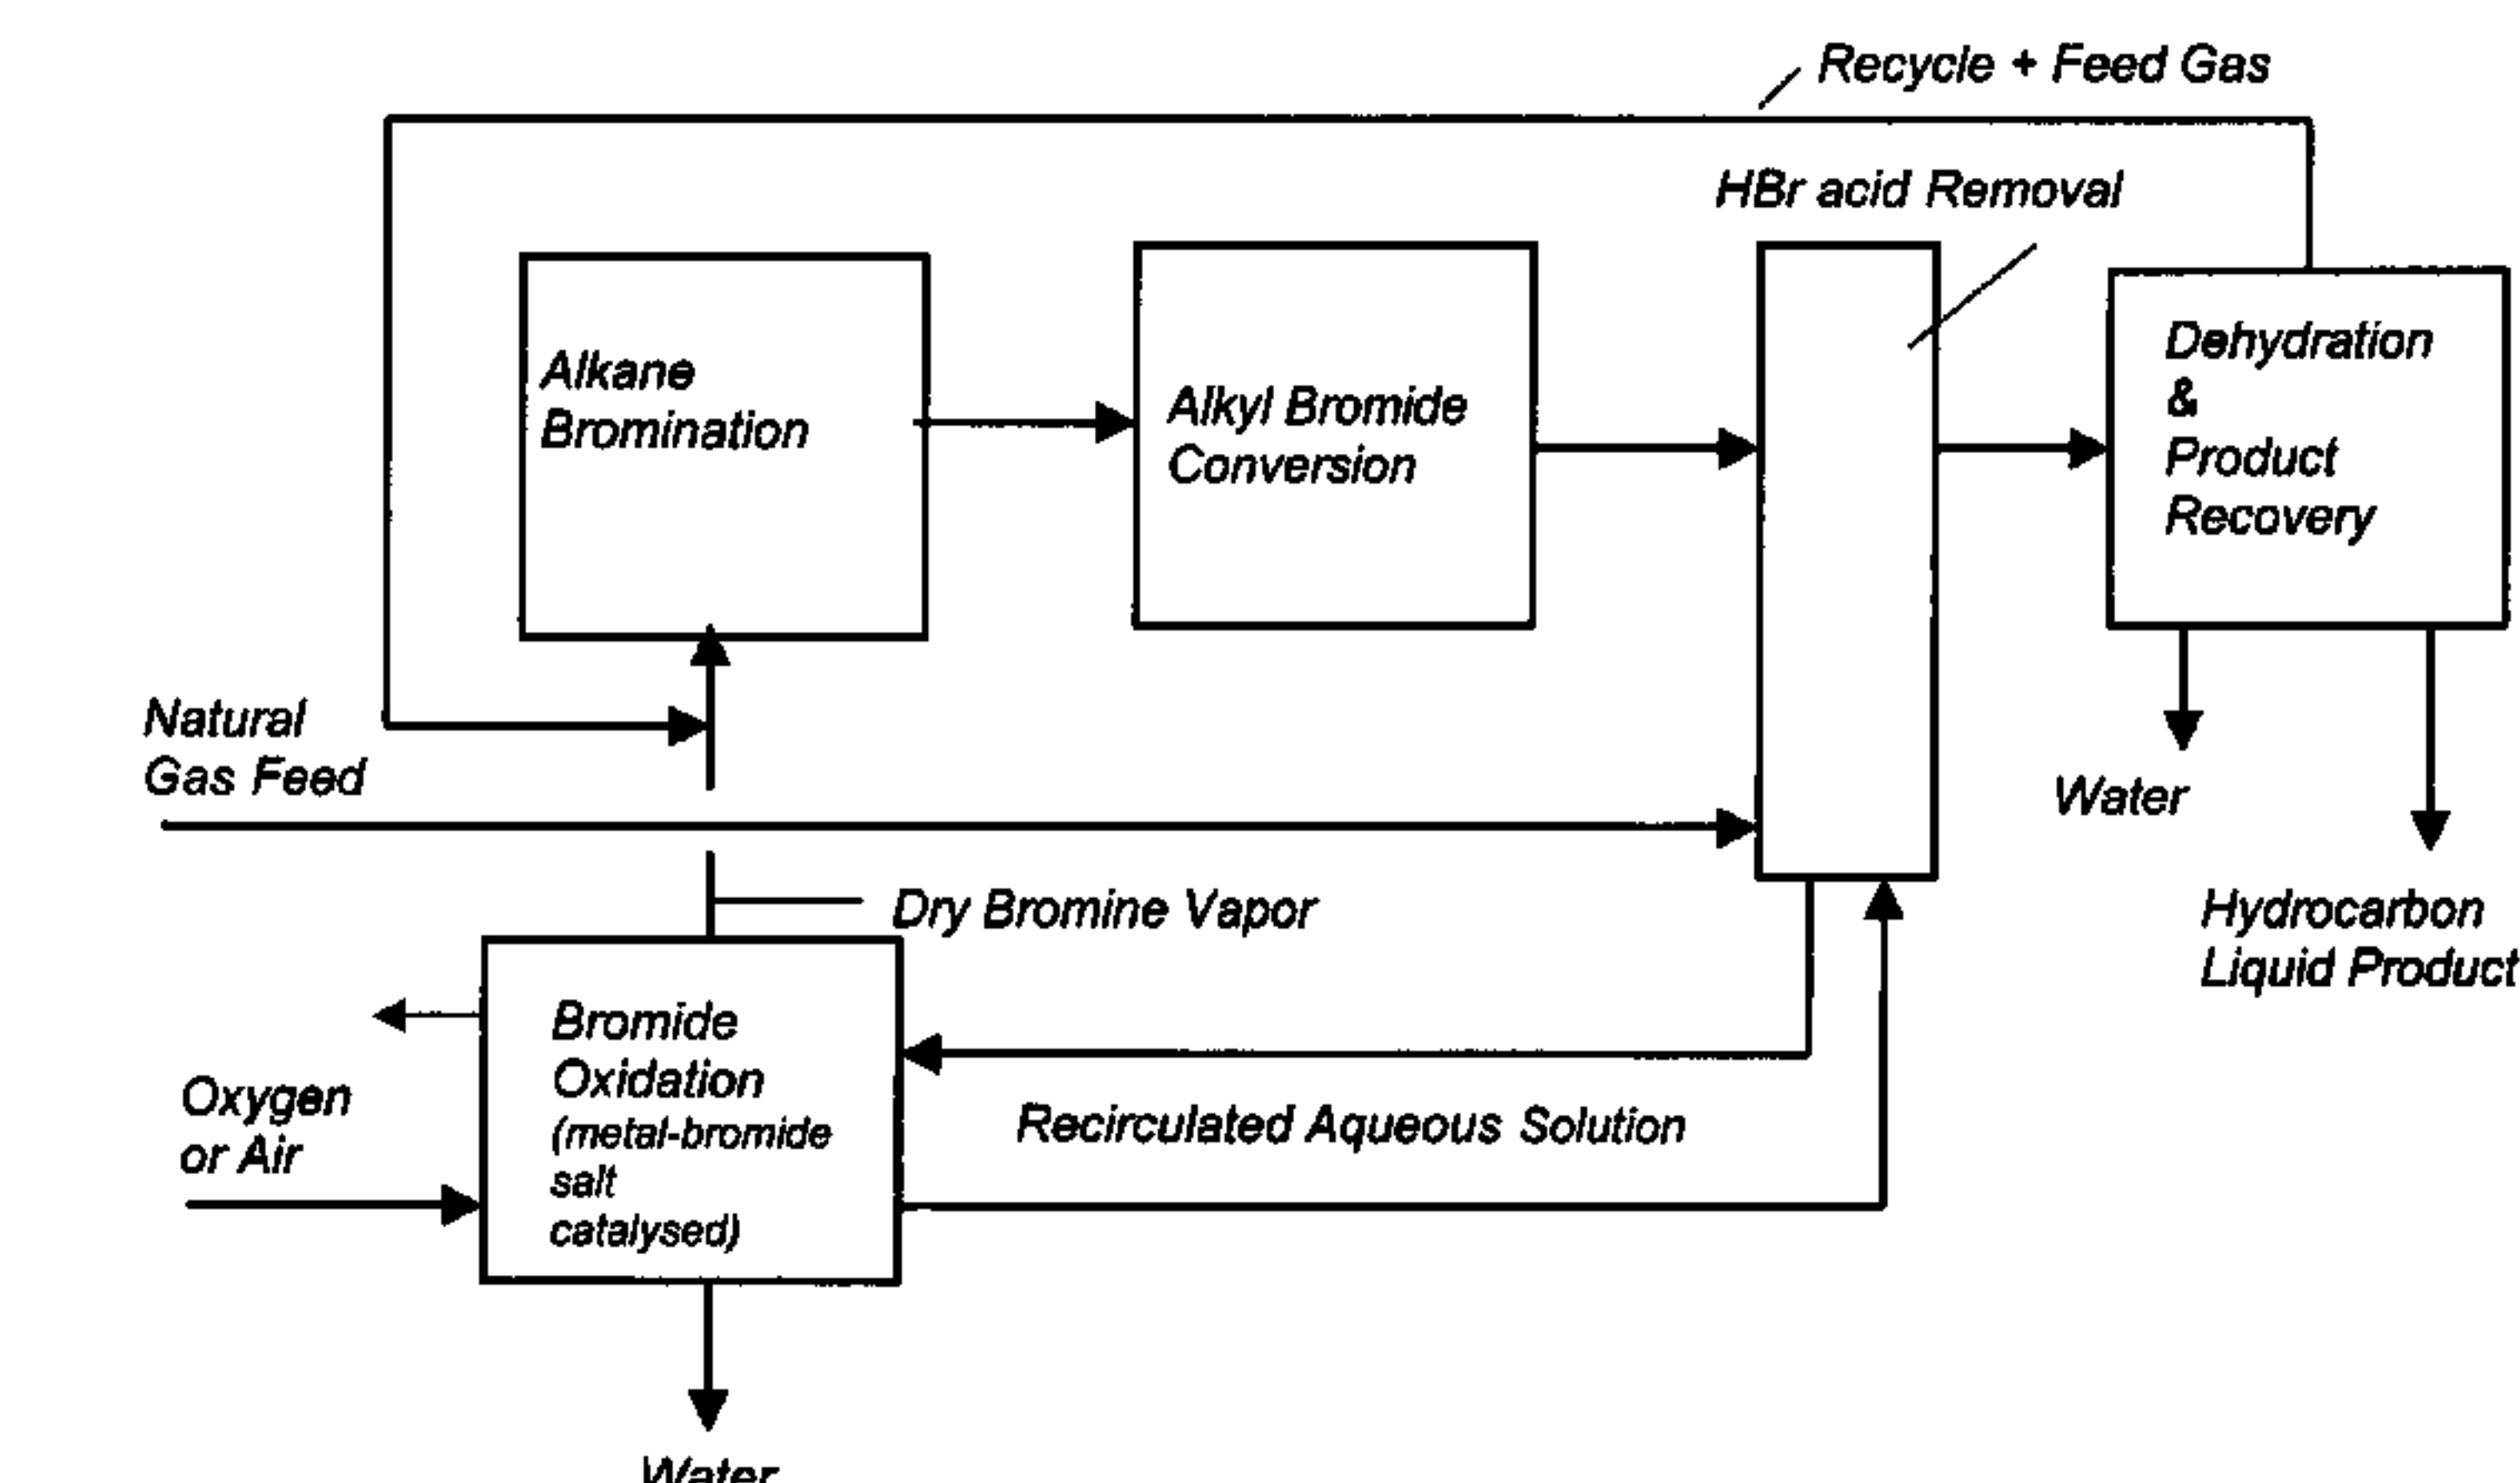 Recycle + Feed Gas
HBr acid Removal
Alkane
Bromination
Alkyl Bromide
Conversion
Dehydration
&
Product
Recovery
Natural
Gas Feed
Water
Dry Bromine Vapor
Hydrocarbon
Liquid Product
Bromide
Oxidation
(metal-bromide
salt
catalysed)
Oxygen
or Air
Recirculated Aqueous Solution
Water